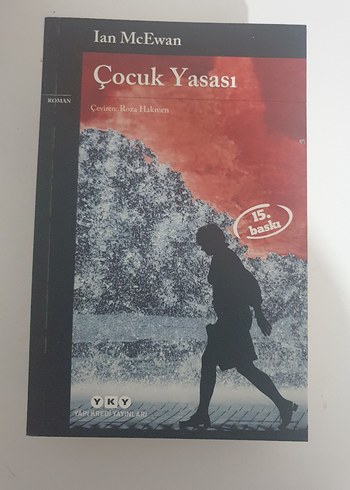 Ian McEwan
Çocuk Yasası
ROMAN
Çeviren: Roza Hakmen
15.
baskı
YKY
YAPI KREDİ YAYINLARI